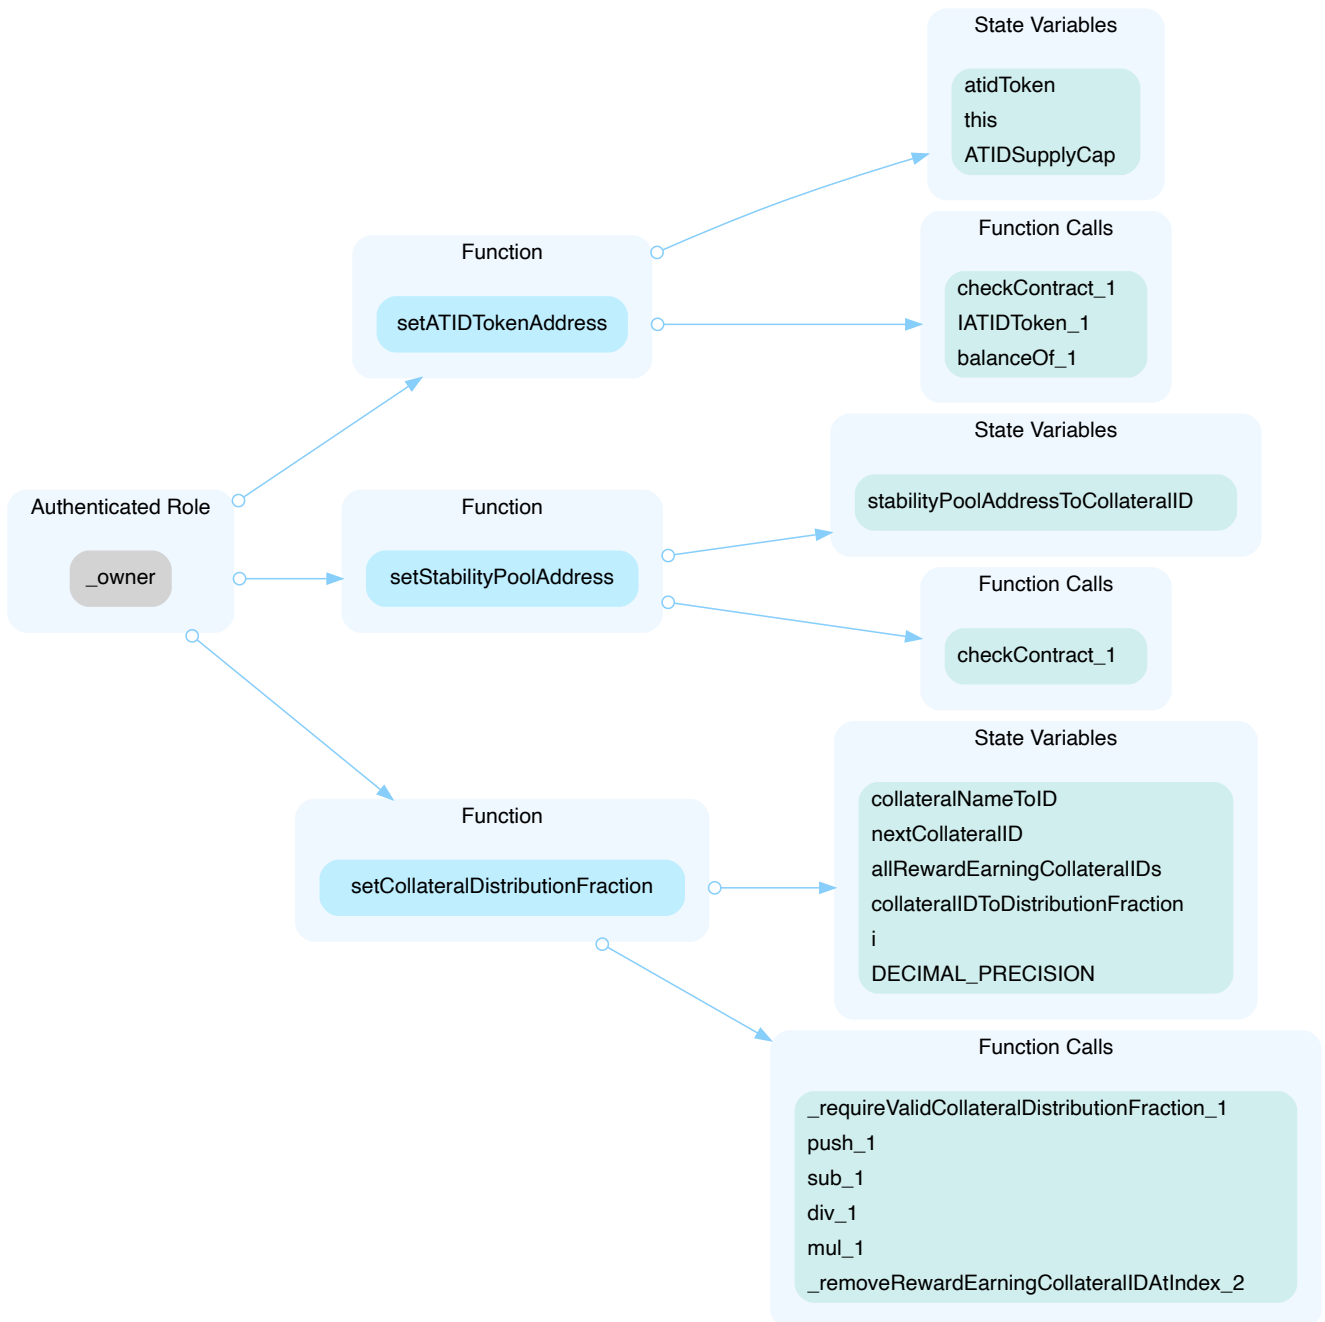 State Variables
atidToken
this
ATIDSupplyCap
Function Calls
checkContract_1
IATIDToken_1
balanceOf_1
Function
setATIDTokenAddress
State Variables
stabilityPoolAddressToCollateralID
Authenticated Role
_owner
Function
setStabilityPoolAddress
Function Calls
checkContract_1
State Variables
collateralNameToID
nextCollateralID
allRewardEarningCollateralIDs
collateralIDToDistributionFraction
i
DECIMAL_PRECISION
Function
setCollateralDistributionFraction
Function Calls
_requireValidCollateralDistributionFraction_1
push_1
sub_1
div_1
mul_1
_removeRewardEarningCollateralIDAtIndex_2